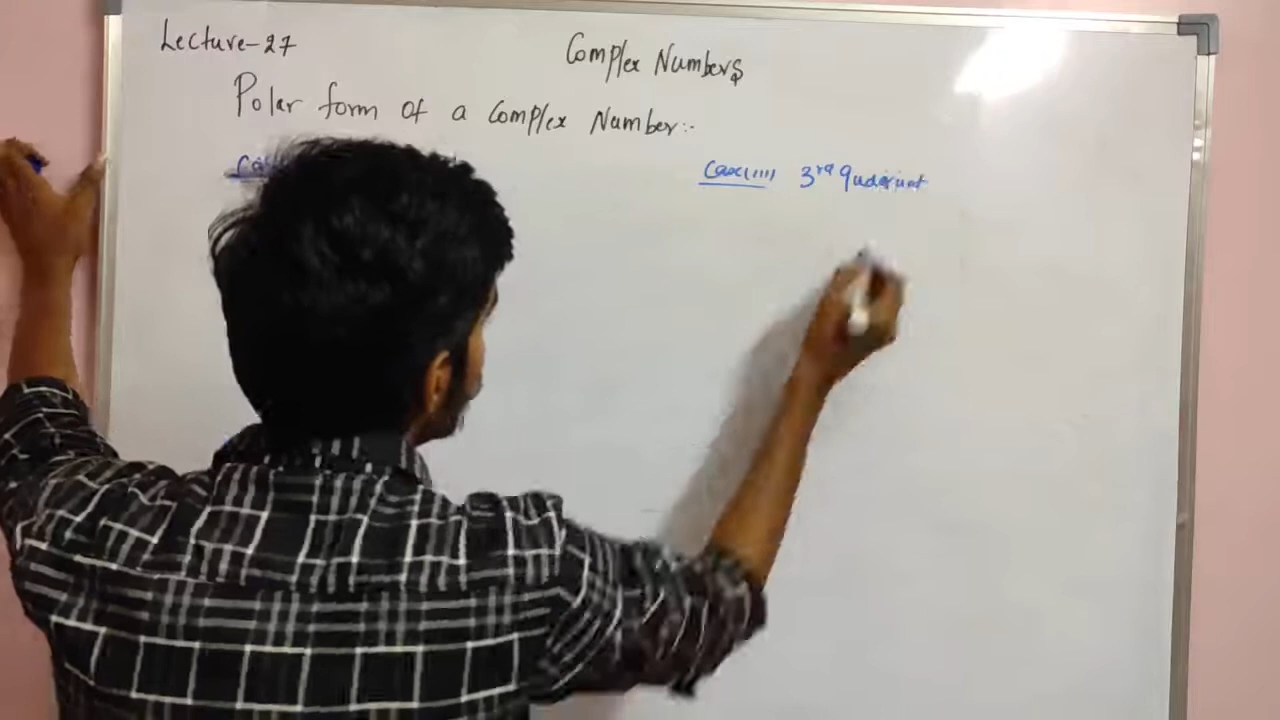 Lecture-27
Complex Numbers
Polar form of a Complex Number:-
Case(III) 3rd Quadrant